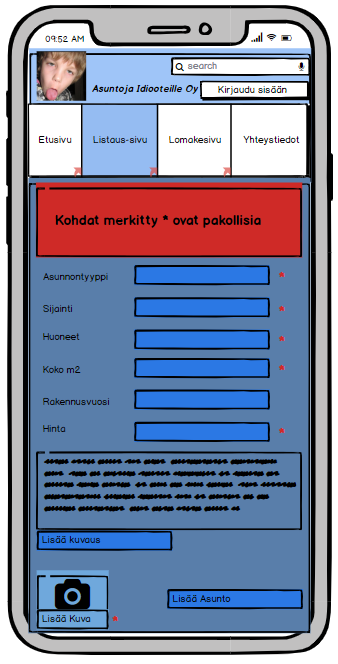 09:52 AM
search
Asuntoja Idiooteille Oy
Kirjaudu sisään
Etusivu
Listaus-sivu
Lomakesivu
Yhteystiedot
Kohdat merkitty * ovat pakollisia
Asunnontyyppi *
Sijainti *
Huoneet *
Koko m2 *
Rakennusvuosi
Hinta *
Lisää kuvaus
Lisää Asunto
Lisää Kuva *